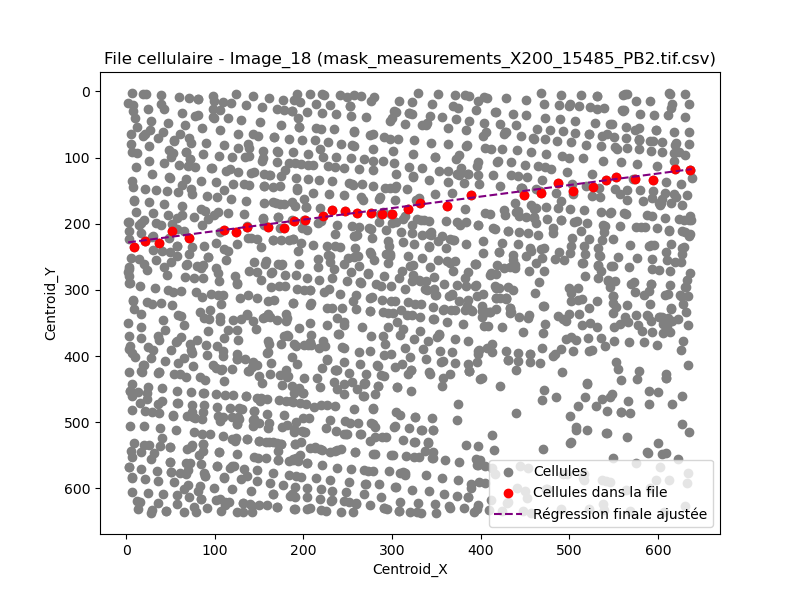 File cellulaire - Image_18 (mask_measurements_X200_15485_PB2.tif.csv)
0
100
200
300
400
500
600
Centroid_Y
Cellules
Cellules dans la file
Régression finale ajustée
0 100 200 300 400 500 600
Centroid_X